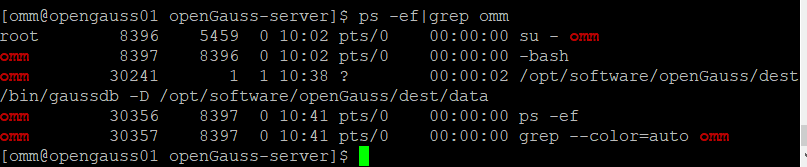 [omm@opengauss01 openGauss-server]$ ps -ef|grep omm
root      8396  5459  0 10:02 pts/0    00:00:00 su - omm
omm       8397  8396  0 10:02 pts/0    00:00:00 -bash
omm      30241     1  1 10:38 ?        00:00:02 /opt/software/openGauss/dest
/bin/gaussdb -D /opt/software/openGauss/dest/data
omm      30356  8397  0 10:41 pts/0    00:00:00 ps -ef
omm      30357  8397  0 10:41 pts/0    00:00:00 grep --color=auto omm
[omm@opengauss01 openGauss-server]$